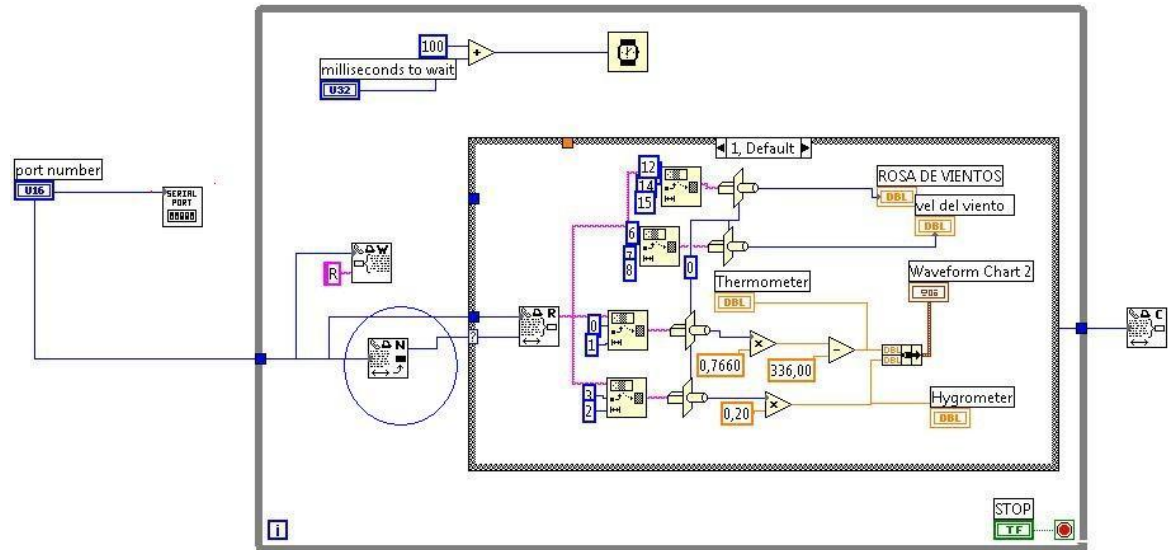 100
+
milliseconds to wait
U32
port number
U16
SERIAL
PORT
1, Default
12
14
15
ROSA DE VIENTOS
DBL
vel del viento
DBL
6
7
8
0
W
R
Thermometer
DBL
Waveform Chart 2
R
0
1
N
?
×
−
DBL
DBL
C
0,7660
336,00
3
2
0,20
×
Hygrometer
DBL
i
STOP
TF